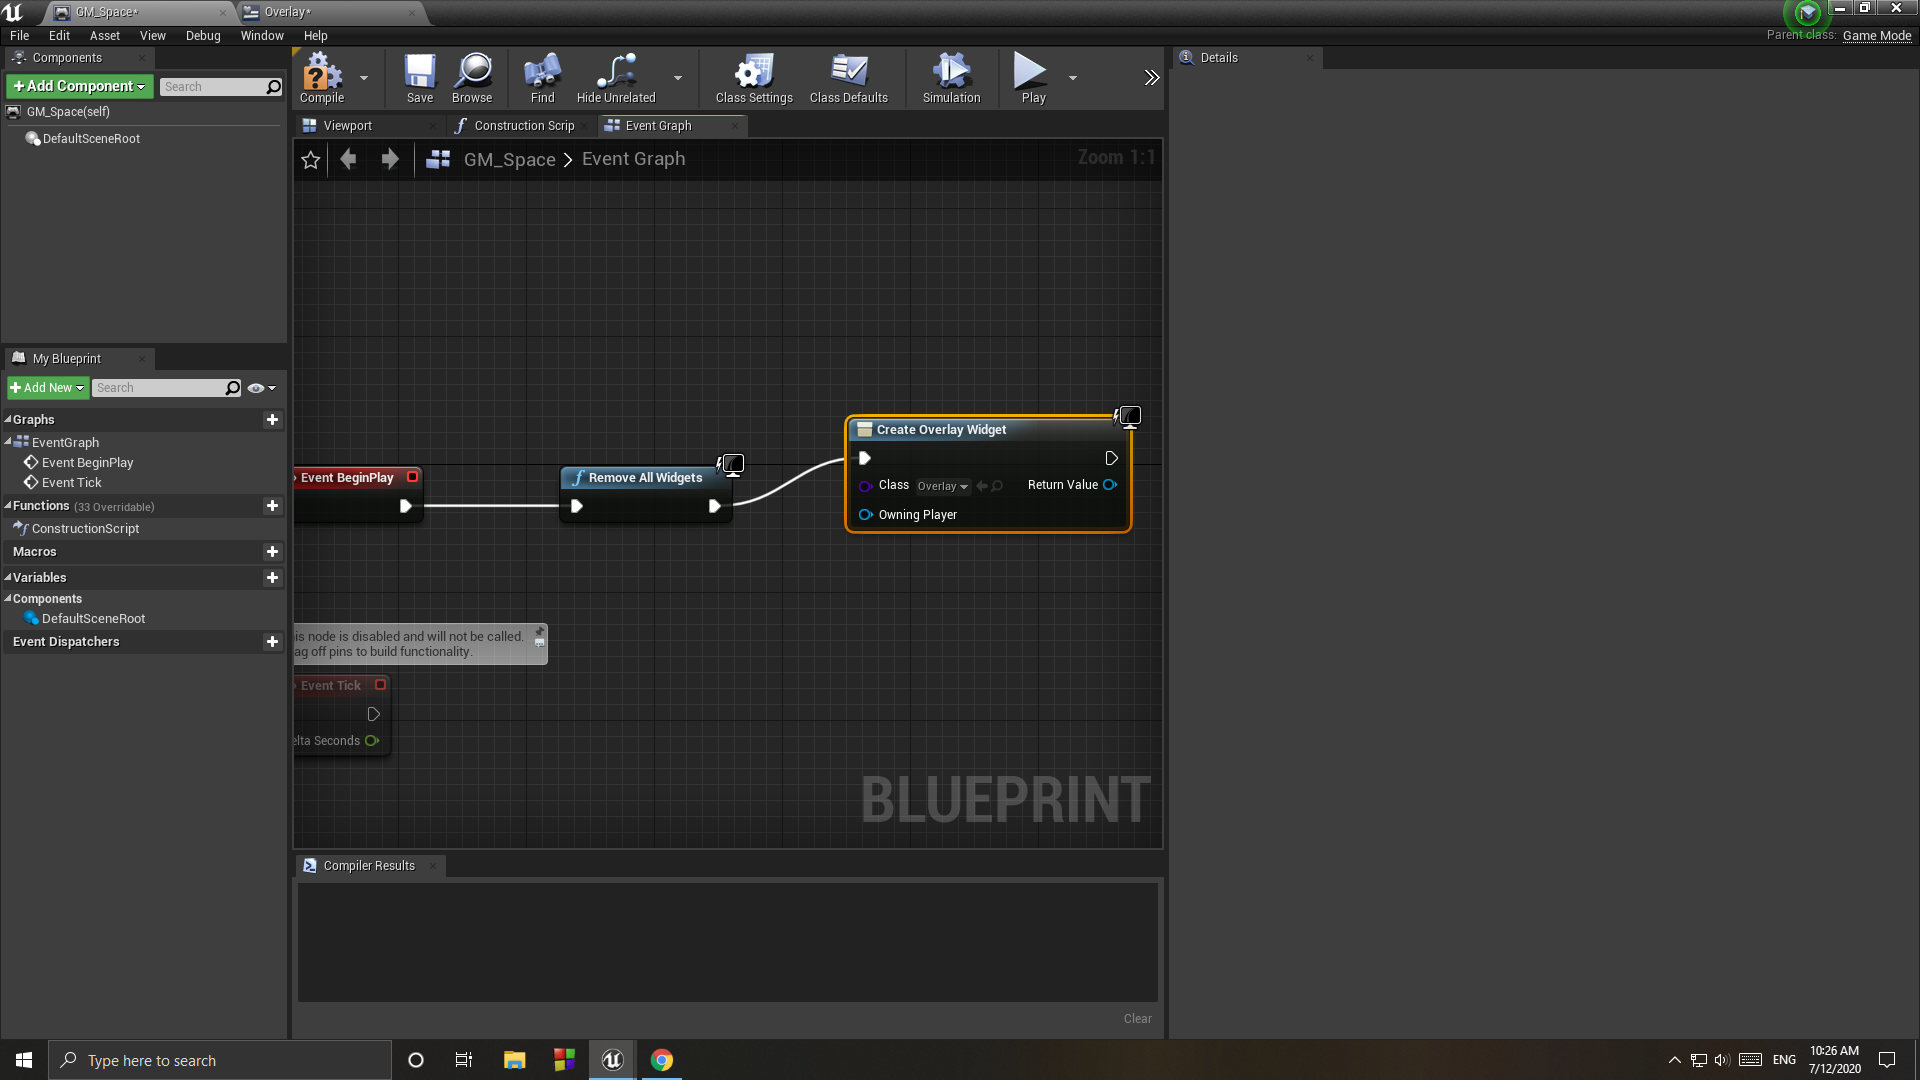 GM_Space*
Overlay*
File Edit Asset View Debug Window Help
Parent class: Game Mode
Components
Add Component
Search
GM_Space(self)
DefaultSceneRoot
Compile
Save
Browse
Find
Hide Unrelated
Class Settings
Class Defaults
Simulation
Play
Details
Viewport
Construction Scrip
Event Graph
GM_Space > Event Graph
Zoom 1:1
My Blueprint
Add New
Search
Graphs
EventGraph
Event BeginPlay
Event Tick
Functions (33 Overridable)
ConstructionScript
Macros
Variables
Components
DefaultSceneRoot
Event Dispatchers
Event BeginPlay
Remove All Widgets
Create Overlay Widget
Class Overlay
Return Value
Owning Player
is node is disabled and will not be called.
ag off pins to build functionality.
Event Tick
elta Seconds
BLUEPRINT
Compiler Results
Clear
Type here to search
ENG
10:26 AM
7/12/2020